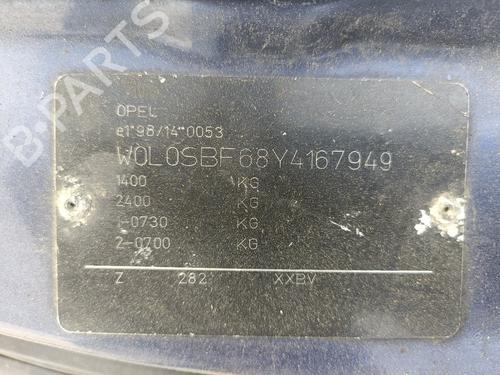 B-PARTS
OPEL
e1*98/14*0053
W0L0SBF68Y4167949
1400 KG
2400 KG
1-0730 KG
2-0700 KG
Z 282 XXBV